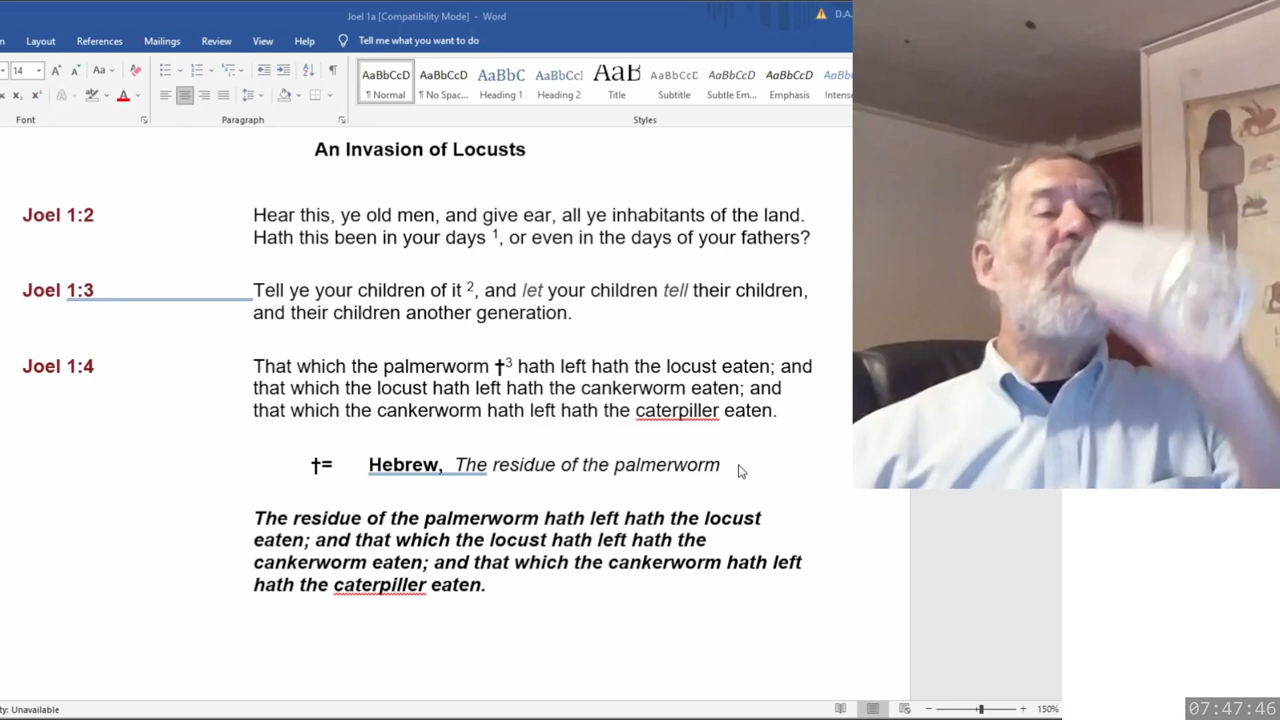 Joel 1a [Compatibility Mode] - Word
D.A.
Layout References Mailings Review View Help Tell me what you want to do
14 Aa
AaBbCcD AaBbCcD AaBbC AaBbCcI AaB AaBbCcD AaBbCcD AaBbCcD
¶ Normal ¶ No Spac... Heading 1 Heading 2 Title Subtitle Subtle Em... Emphasis Intense
Font Paragraph Styles
An Invasion of Locusts
Joel 1:2 Hear this, ye old men, and give ear, all ye inhabitants of the land.
Hath this been in your days ¹, or even in the days of your fathers?
Joel 1:3 Tell ye your children of it ², and let your children tell their children,
and their children another generation.
Joel 1:4 That which the palmerworm †³ hath left hath the locust eaten; and
that which the locust hath left hath the cankerworm eaten; and
that which the cankerworm hath left hath the caterpiller eaten.
†= Hebrew, The residue of the palmerworm
The residue of the palmerworm hath left hath the locust
eaten; and that which the locust hath left hath the
cankerworm eaten; and that which the cankerworm hath left
hath the caterpiller eaten.
ty: Unavailable
150%
07:47:46